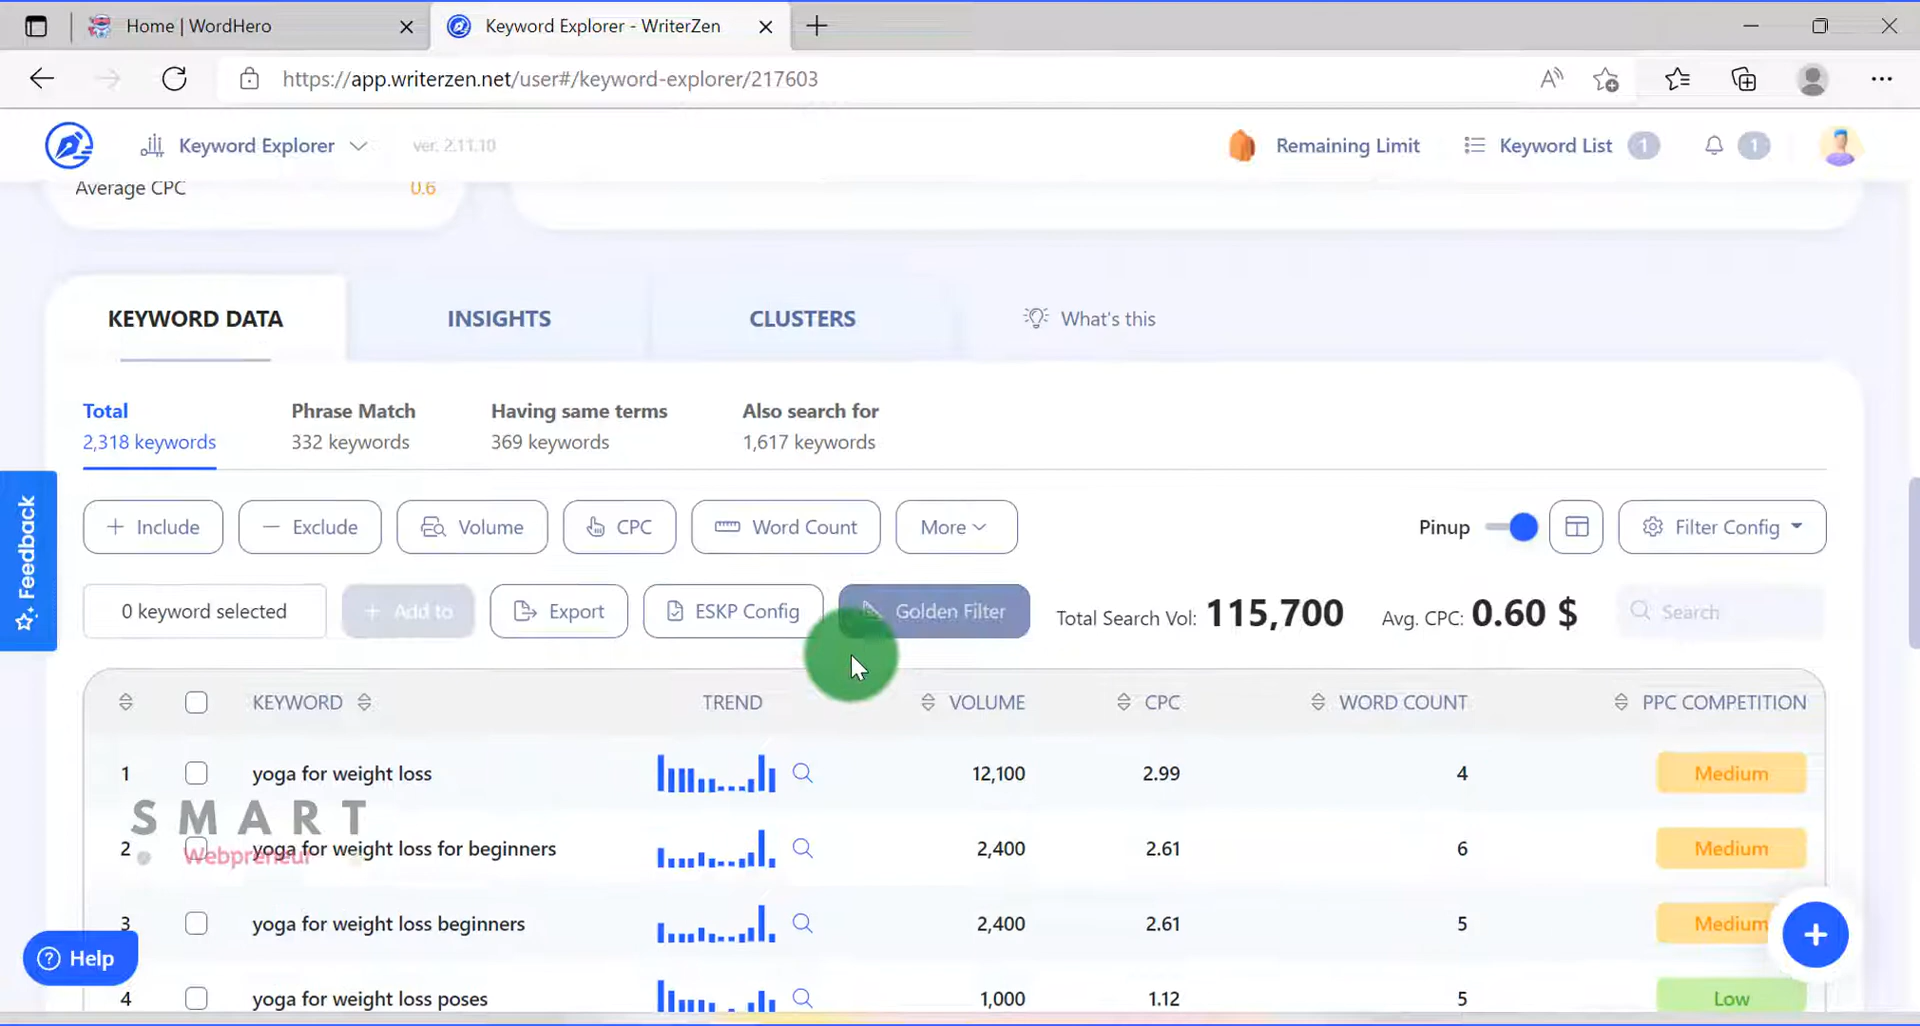 Home | WordHero
Keyword Explorer - WriterZen
https://app.writerzen.net/user#/keyword-explorer/217603
Keyword Explorer
ver. 2.11.10
Remaining Limit
Keyword List 1
1
Average CPC 0.6
KEYWORD DATA
INSIGHTS
CLUSTERS
What's this
Total
Phrase Match
Having same terms
Also search for
2,318 keywords
332 keywords
369 keywords
1,617 keywords
Feedback
Include
Exclude
Volume
CPC
Word Count
More
Pinup
Filter Config
0 keyword selected
+ Add to
Export
ESKP Config
Golden Filter
Total Search Vol: 115,700
Avg. CPC: 0.60 $
Search
KEYWORD TREND VOLUME CPC WORD COUNT PPC COMPETITION
1 yoga for weight loss 12,100 2.99 4 Medium
SMART
Webpreneur
2 yoga for weight loss for beginners 2,400 2.61 6 Medium
3 yoga for weight loss beginners 2,400 2.61 5 Medium
Help
4 yoga for weight loss poses 1,000 1.12 5 Low